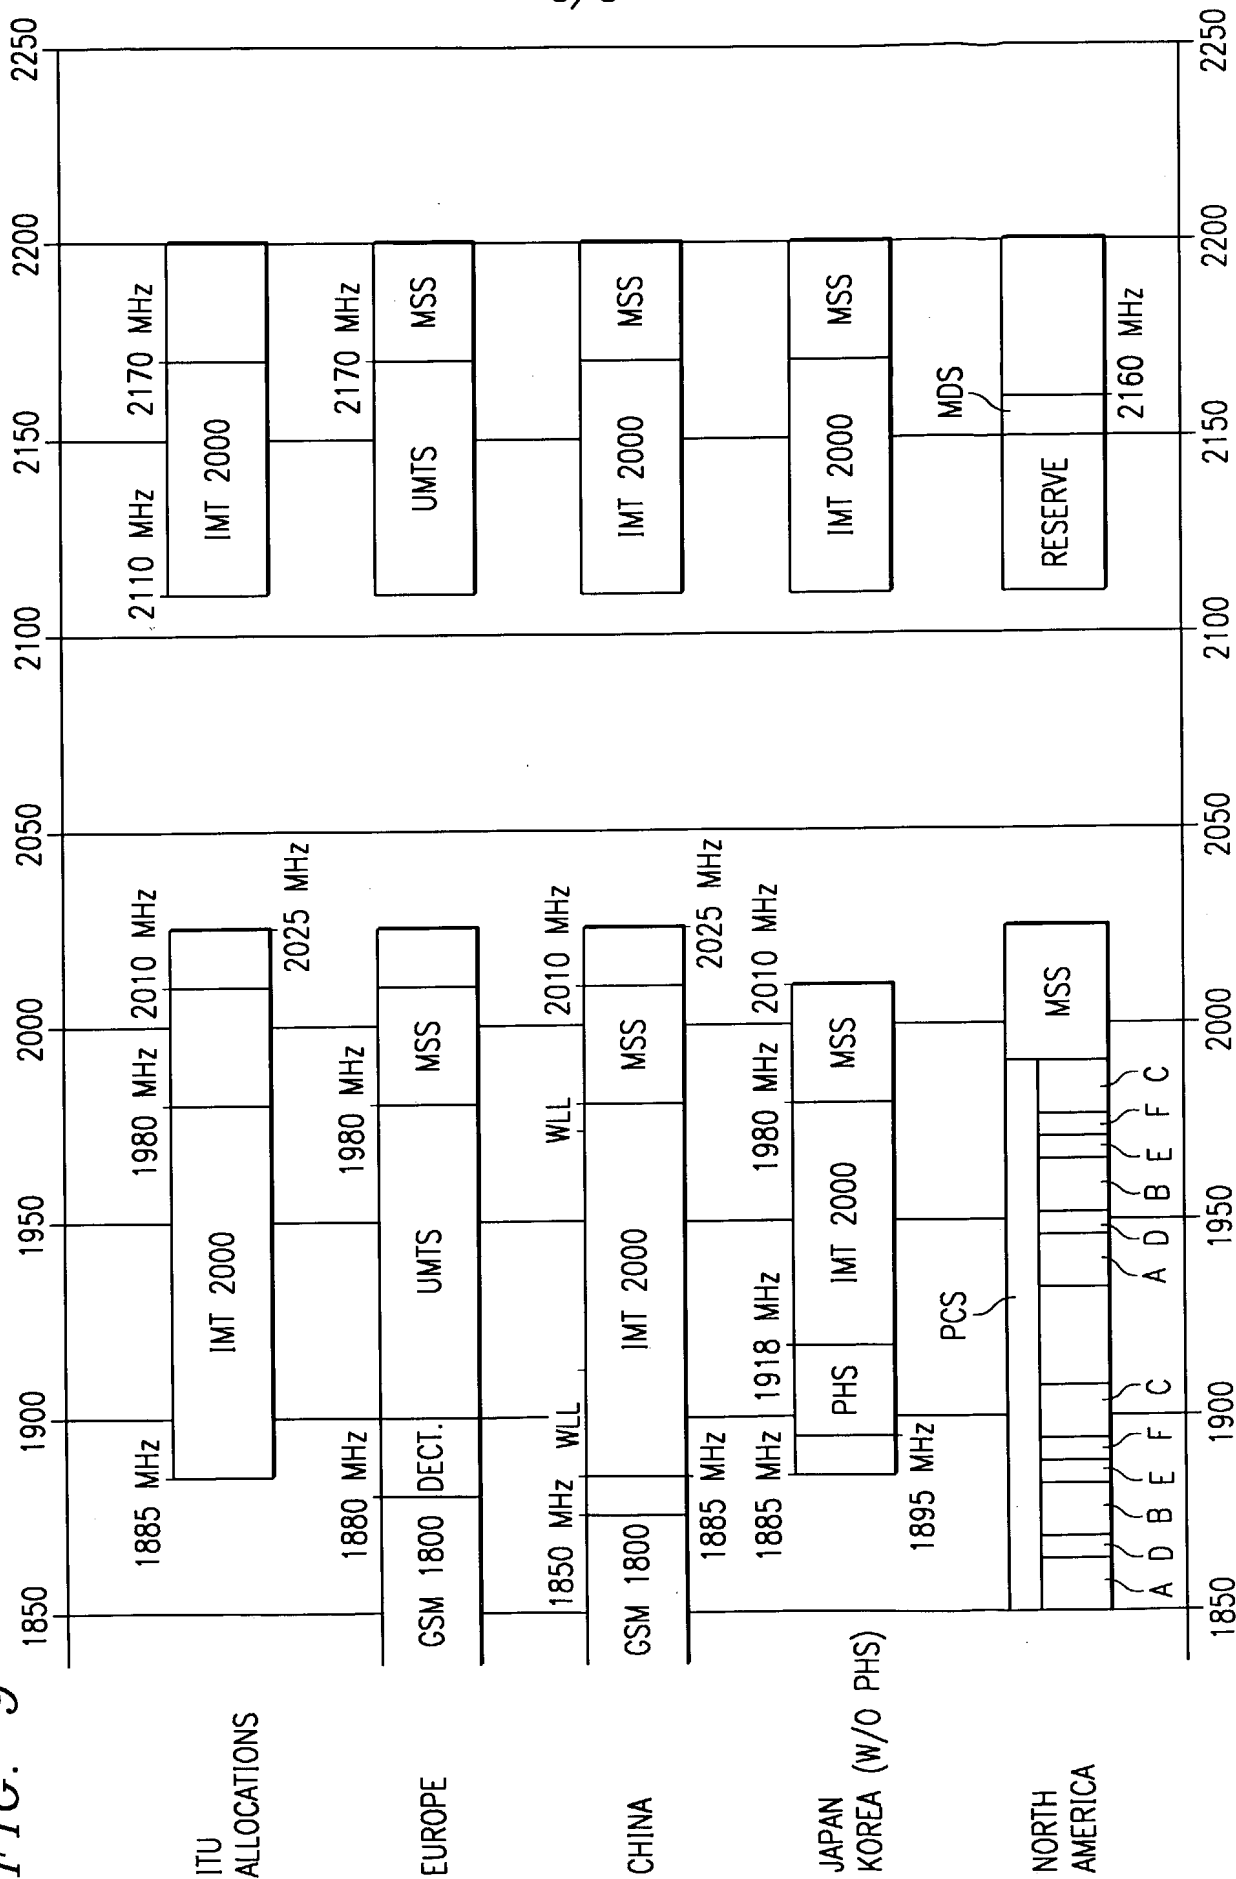 FIG. 9
1850 1900 1950 2000 2050 2100 2150 2200 2250
ITU
ALLOCATIONS
1885 MHz
IMT 2000
1980 MHz
2010 MHz
2025 MHz
2110 MHz
IMT 2000
2170 MHz
EUROPE
GSM 1800
1880 MHz
DECT.
UMTS
1980 MHz
MSS
UMTS
2170 MHz
MSS
CHINA
GSM 1800
1850 MHz
1885 MHz
WLL
IMT 2000
WLL
MSS
2010 MHz
2025 MHz
IMT 2000
MSS
JAPAN
KOREA (W/O PHS)
1885 MHz
1895 MHz
PHS
1918 MHz
IMT 2000
1980 MHz
MSS
2010 MHz
IMT 2000
MSS
NORTH
AMERICA
PCS
A D B E F C A D B E F C
MSS
RESERVE
MDS
2160 MHz
1850 1900 1950 2000 2050 2100 2150 2200 2250